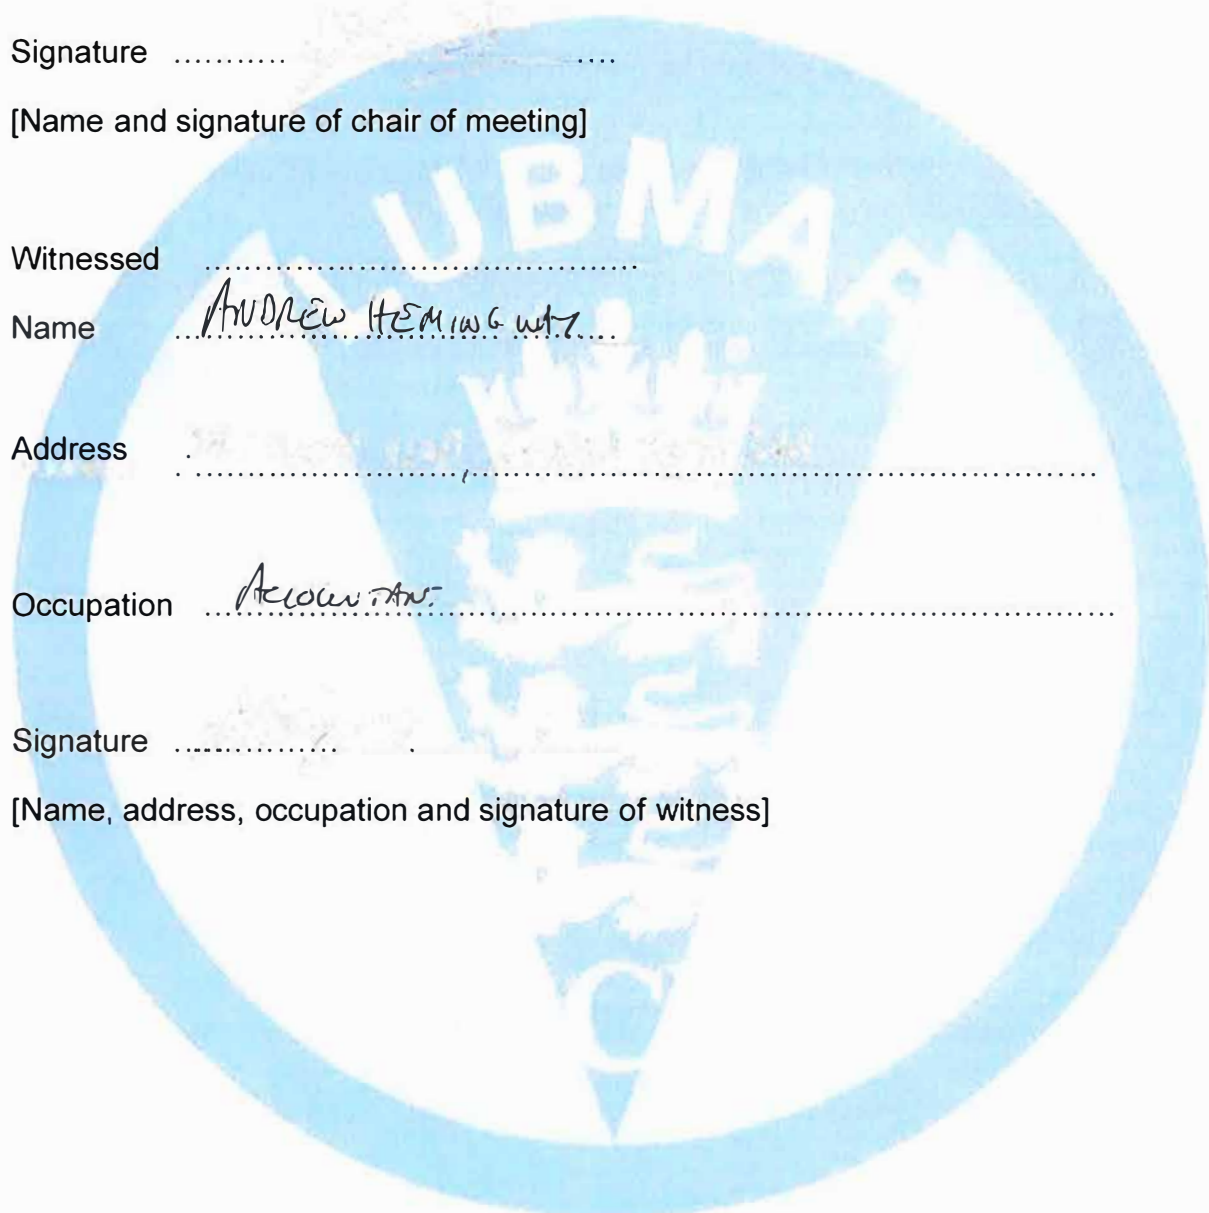 Signature ........... ....
[Name and signature of chair of meeting]
LUBMAR
Witnessed ..........................................
Name ANDREW HEMINGWAY
Address
Occupation ACCOUNTANT
Signature ................
[Name, address, occupation and signature of witness]
C